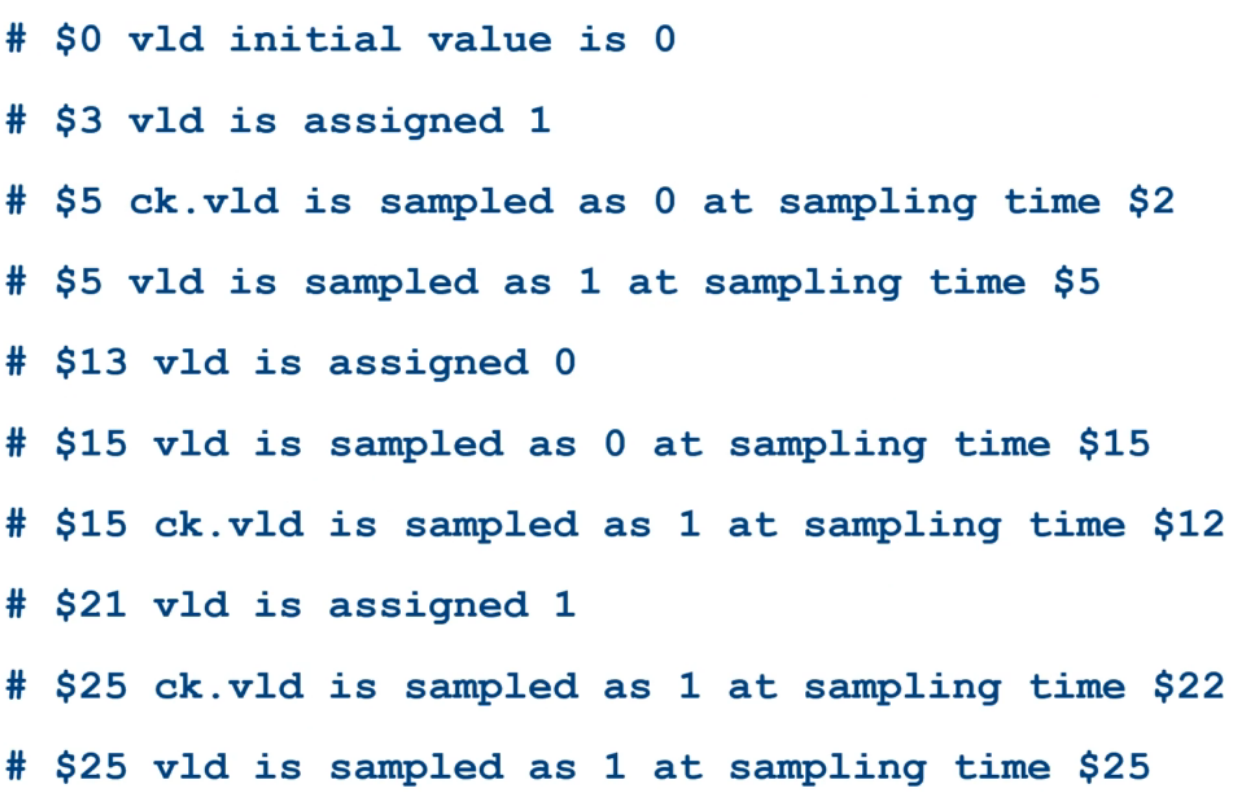 # $0 vld initial value is 0
# $3 vld is assigned 1
# $5 ck.vld is sampled as 0 at sampling time $2
# $5 vld is sampled as 1 at sampling time $5
# $13 vld is assigned 0
# $15 vld is sampled as 0 at sampling time $15
# $15 ck.vld is sampled as 1 at sampling time $12
# $21 vld is assigned 1
# $25 ck.vld is sampled as 1 at sampling time $22
# $25 vld is sampled as 1 at sampling time $25